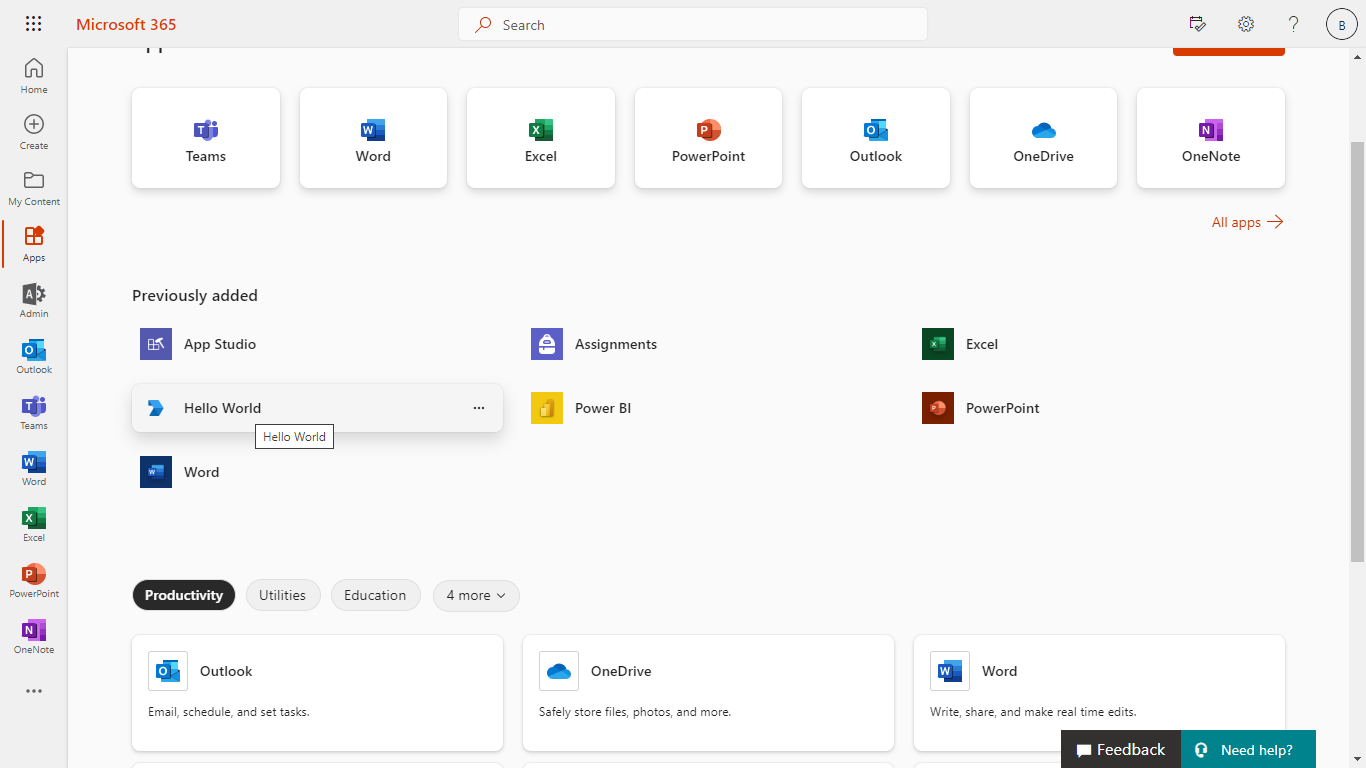 Microsoft 365
Search
B
Home
Create
My Content
Apps
Admin
Outlook
Teams
Word
Excel
PowerPoint
OneNote
Teams
Word
Excel
PowerPoint
Outlook
OneDrive
OneNote
All apps
Previously added
App Studio
Assignments
Excel
Hello World
Power BI
PowerPoint
Hello World
Word
Productivity
Utilities
Education
4 more
Outlook
Email, schedule, and set tasks.
OneDrive
Safely store files, photos, and more.
Word
Write, share, and make real time edits.
Feedback
Need help?